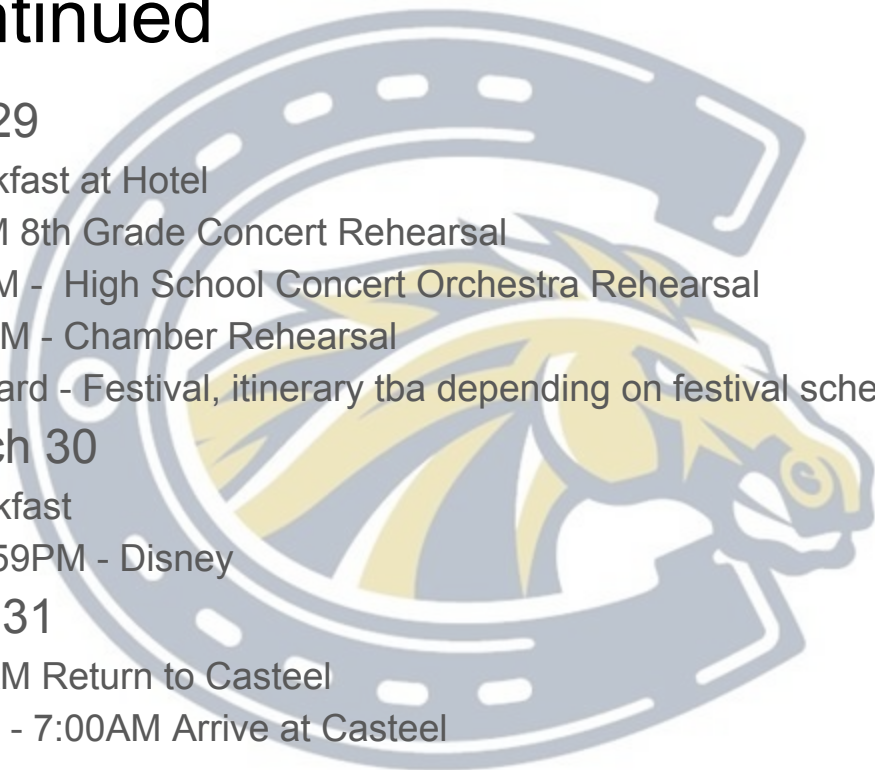 ntinued
29
kfast at Hotel
M 8th Grade Concert Rehearsal
M - High School Concert Orchestra Rehearsal
M - Chamber Rehearsal
ard - Festival, itinerary tba depending on festival sche
ch 30
kfast
59PM - Disney
31
M Return to Casteel
- 7:00AM Arrive at Casteel